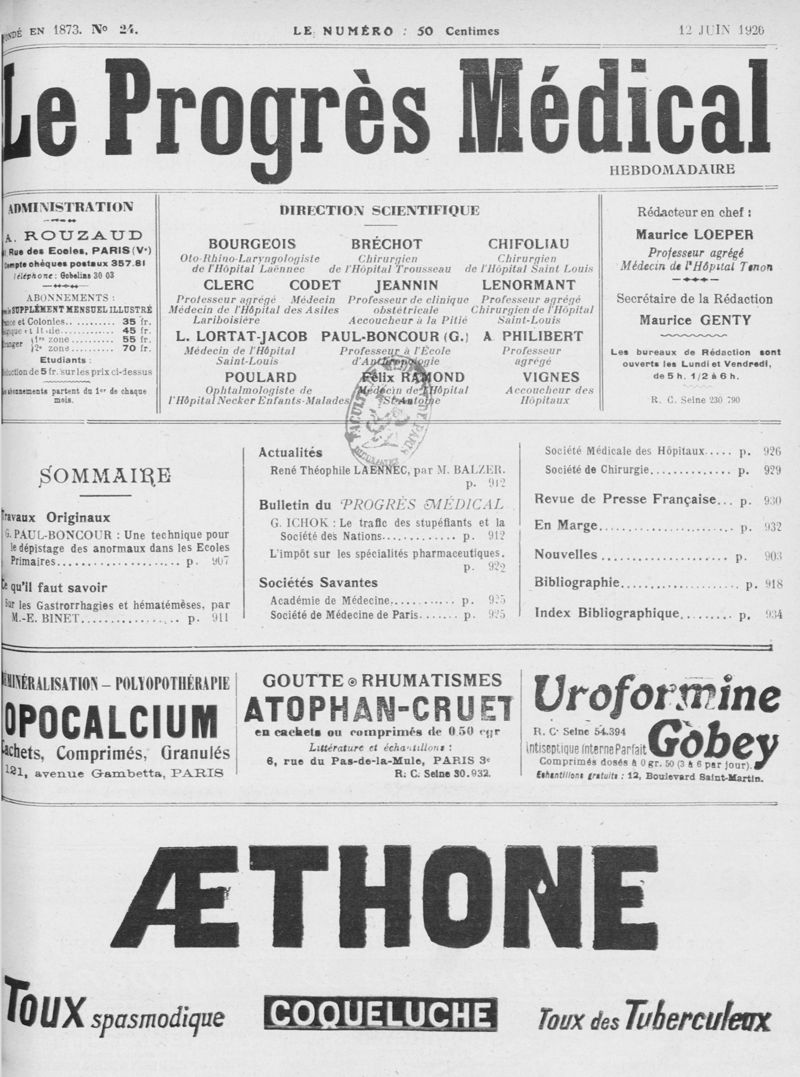 FONDÉ EN 1873. No 24.
LE NUMÉRO : 50 Centimes
12 JUIN 1926
Le Progrès Médical
HEBDOMADAIRE
ADMINISTRATION
A. ROUZAUD
Rue des Ecoles, PARIS (Ve)
Compte chèques postaux 357.81
Téléphone : Gobelins 30 03
ABONNEMENTS :
SUPPLÉMENT MENSUEL ILLUSTRÉ
France et Colonies.. ........ 35 fr.
45 fr.
Etranger 1re zone .......... 55 fr.
2e zone .......... 70 fr.
Etudiants :
Réduction de 5 fr. sur les prix ci-dessus
Les abonnements partent du 1er de chaque
mois.
DIRECTION SCIENTIFIQUE
BOURGEOIS
Oto-Rhino-Laryngologiste
de l'Hôpital Laënnec
BRÉCHOT
Chirurgien
de l'Hôpital Trousseau
CHIFOLIAU
Chirurgien
de l'Hôpital Saint Louis
CLERC
Professeur agrégé
Médecin de l'Hôpital
Lariboisière
CODET
Médecin
des Asiles
JEANNIN
Professeur de clinique
obstétricale
Accoucheur à la Pitié
LENORMANT
Professeur agrégé
Chirurgien de l'Hôpital
Saint-Louis
L. LORTAT-JACOB
Médecin de l'Hôpital
Saint-Louis
PAUL-BONCOUR (G.)
Professeur à l'École
d'Anthropologie
A PHILIBERT
Professeur
agrégé
POULARD
Ophtalmologiste de
l'Hôpital Necker Enfants-Malades
Félix RAMOND
Médecin de l'Hôpital
St-Antoine
VIGNES
Accoucheur des
Hôpitaux
Rédacteur en chef :
Maurice LOEPER
Professeur agrégé
Médecin de l'Hôpital Tenon
Secrétaire de la Rédaction
Maurice GENTY
Les bureaux de Rédaction sont
ouverts les Lundi et Vendredi,
de 5 h. 1/2 à 6 h.
R. C. Seine 230 790
SOMMAIRE
Travaux Originaux
G. PAUL-BONCOUR : Une technique pour
le dépistage des anormaux dans les Ecoles
Primaires..................... p. 907
Ce qu'il faut savoir
Sur les Gastrorrhagies et hématémèses, par
M.-E. BINET................. p. 911
Actualités
René Théophile LAENNEC, par M. BALZER.
p. 912
Bulletin du PROGRÈS MÉDICAL
G. ICHOK : Le trafic des stupéfiants et la
Société des Nations............ p. 912
L'impôt sur les spécialités pharmaceutiques.
p. 922
Sociétés Savantes
Académie de Médecine........... p. 925
Société de Médecine de Paris....... p. 925
Société Médicale des Hôpitaux..... p. 926
Société de Chirurgie.............. p. 929
Revue de Presse Française... p. 930
En Marge....................... p. 932
Nouvelles ...................... p. 903
Bibliographie................... p. 918
Index Bibliographique......... p. 934
DÉMINÉRALISATION — POLYOPOTHÉRAPIE
OPOCALCIUM
Cachets, Comprimés, Granulés
121, avenue Gambetta, PARIS
GOUTTE RHUMATISMES
ATOPHAN-CRUET
en cachets ou comprimés de 0.50 cgr
Littérature et échantillons :
6, rue du Pas-de-la-Mule, PARIS 3e
R. C. Seine 30.932.
Uroformine
Gobey
R. C. Seine 54.394
Antiseptique Interne Parfait
Comprimés dosés à 0 gr. 50 (3 à 6 par jour).
Echantillons gratuits : 12, Boulevard Saint-Martin.
ÆTHONE
Toux spasmodique
COQUELUCHE
Toux des Tuberculeux